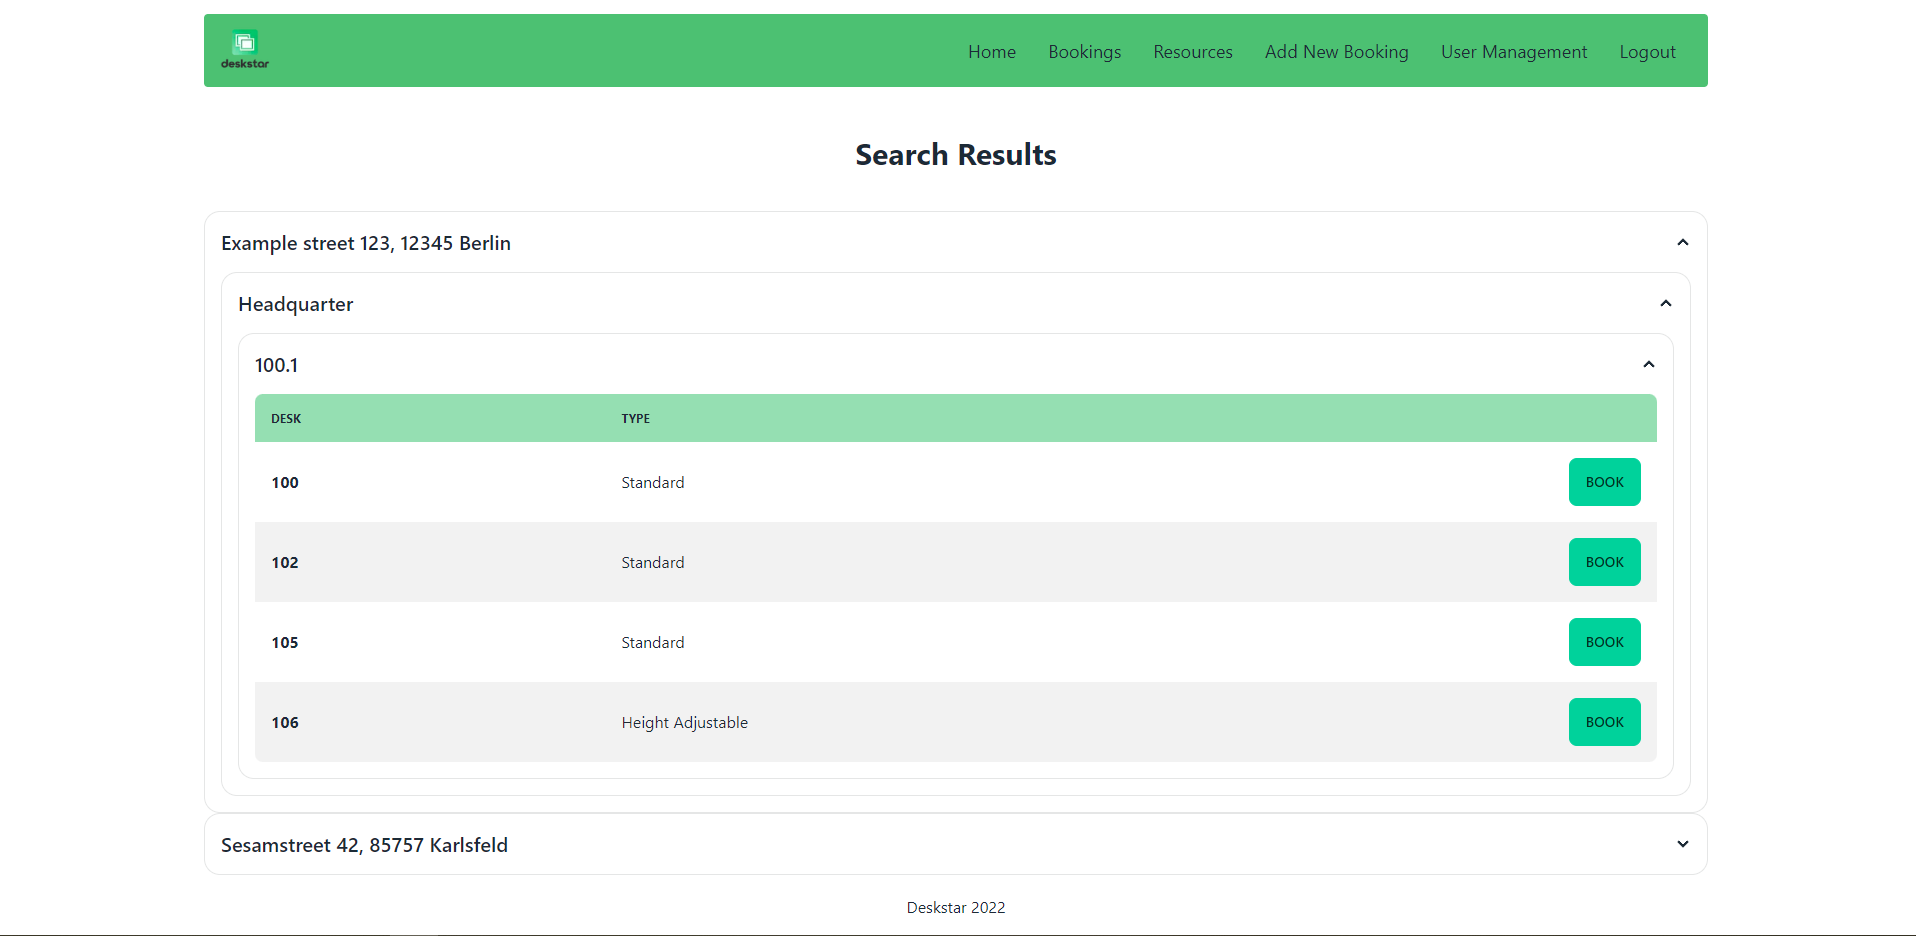 deskstar
Home Bookings Resources Add New Booking User Management Logout
Search Results
Example street 123, 12345 Berlin
Headquarter
100.1
DESK TYPE
100 Standard BOOK
102 Standard BOOK
105 Standard BOOK
106 Height Adjustable BOOK
Sesamstreet 42, 85757 Karlsfeld
Deskstar 2022